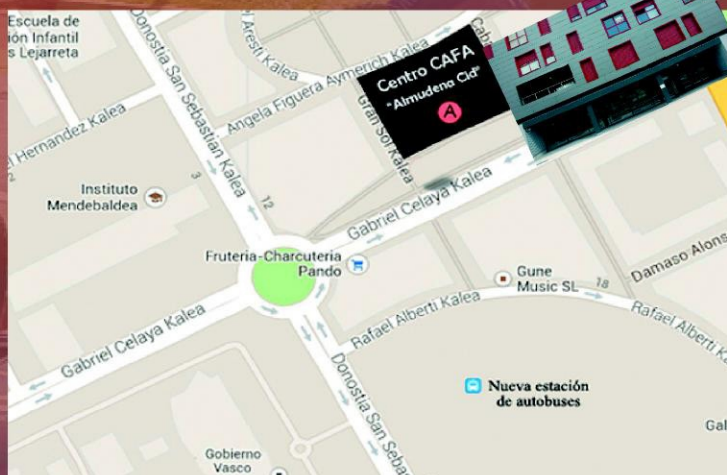 Escuela de
ión Infantil
s Lejarreta
Aresti Kalea
Centro CAFA
"Almudena Cid"
A
Donostia San Sebastián Kalea
Angela Figuera Aymerich Kalea
Gran Sol Kalea
Hernandez Kalea
3
12
Instituto
Mendebaldea
Gabriel Celaya Kalea
Fruteria-Charcuteria
Pando
Gune
Music SL
18
Damaso Alons
Rafael Alberti Kalea
Rafael Alberti Ka
Gabriel Celaya Kalea
Donostia San Seba
Nueva estación
de autobuses
Gal
Gobierno
Vasco